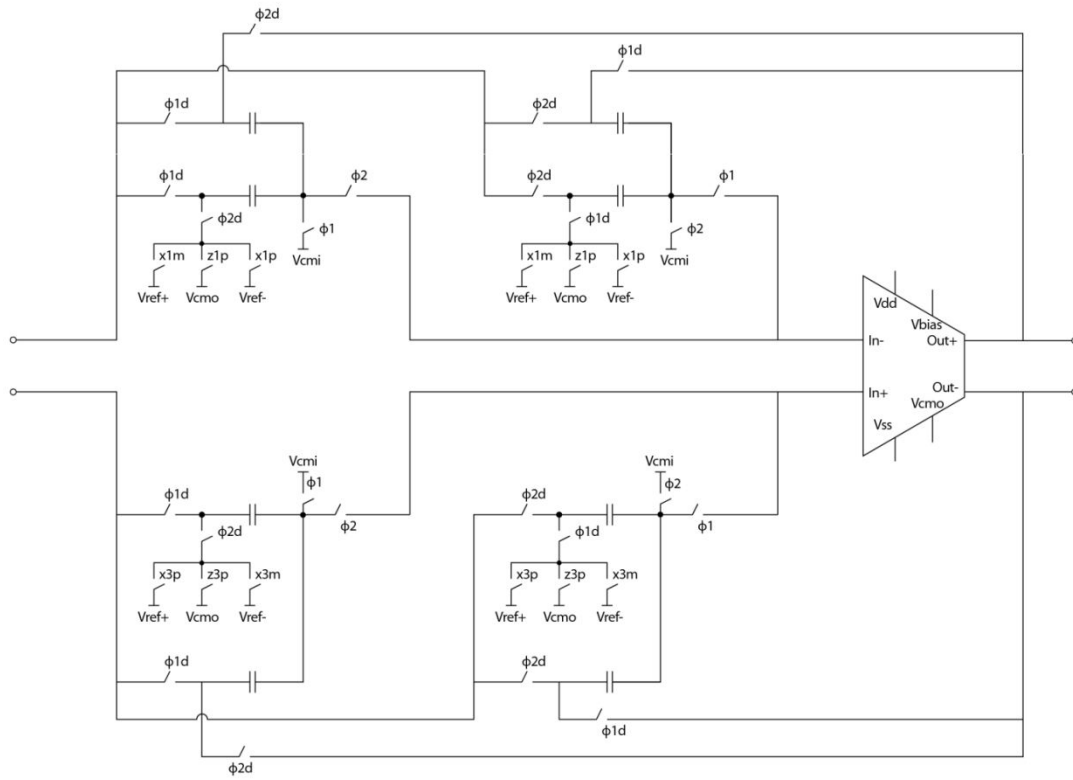 ϕ2d
ϕ1d
ϕ1d
ϕ2d
ϕ1d
ϕ2
ϕ2d
ϕ1
ϕ2d
ϕ1
ϕ1d
ϕ2
x1m
z1p
x1p
Vcmi
x1m
z1p
x1p
Vcmi
Vref+
Vcmo
Vref-
Vref+
Vcmo
Vref-
Vdd
Vbias
In-
Out+
In+
Out-
Vcmo
Vss
Vcmi
Vcmi
ϕ1d
ϕ1
ϕ2d
ϕ2
ϕ2d
ϕ2
ϕ1d
ϕ1
x3p
z3p
x3m
x3p
z3p
x3m
Vref+
Vcmo
Vref-
Vref+
Vcmo
Vref-
ϕ1d
ϕ2d
ϕ1d
ϕ2d